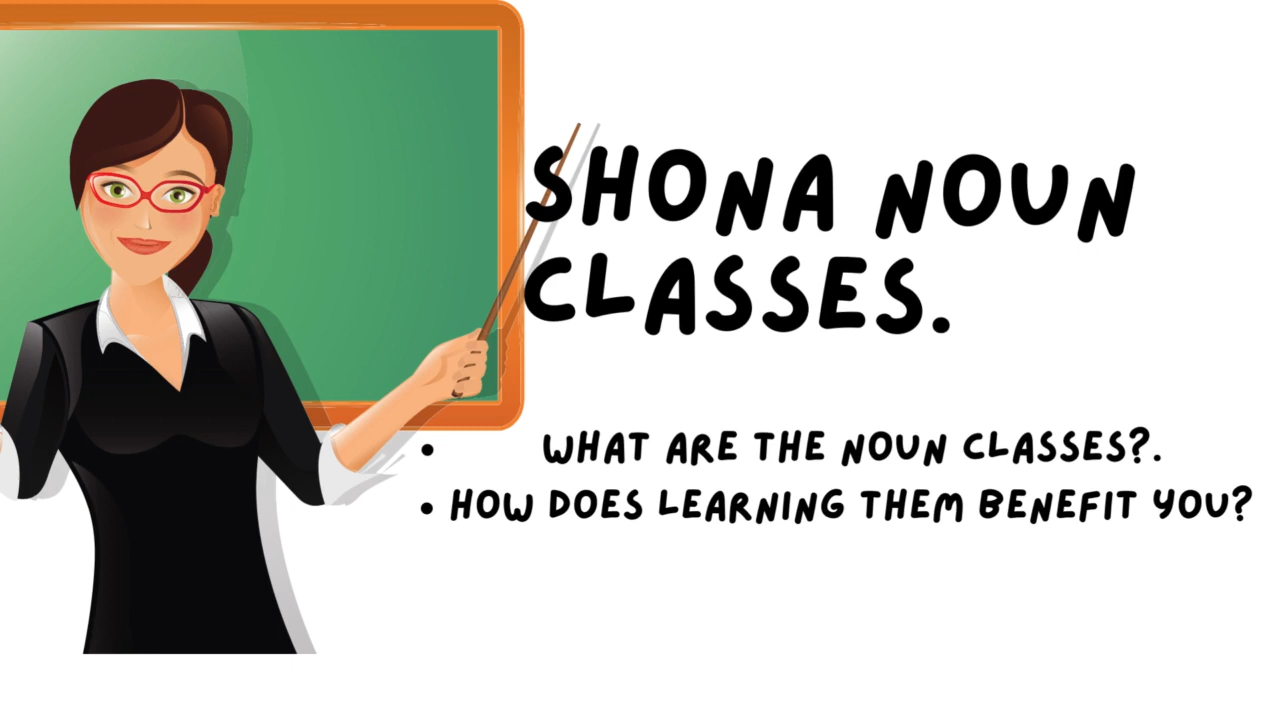 SHONA NOUN
CLASSES.
• WHAT ARE THE NOUN CLASSES?.
• HOW DOES LEARNING THEM BENEFIT YOU?